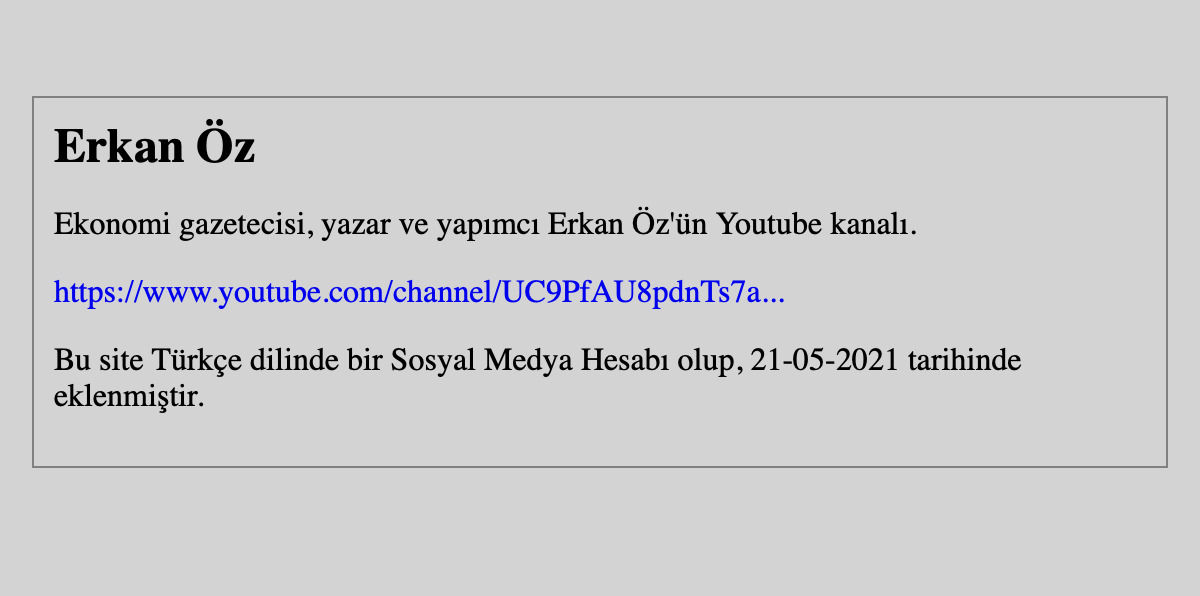 Erkan Öz
Ekonomi gazetecisi, yazar ve yapımcı Erkan Öz'ün Youtube kanalı.
https://www.youtube.com/channel/UC9PfAU8pdnTs7a...
Bu site Türkçe dilinde bir Sosyal Medya Hesabı olup, 21-05-2021 tarihinde
eklenmiştir.